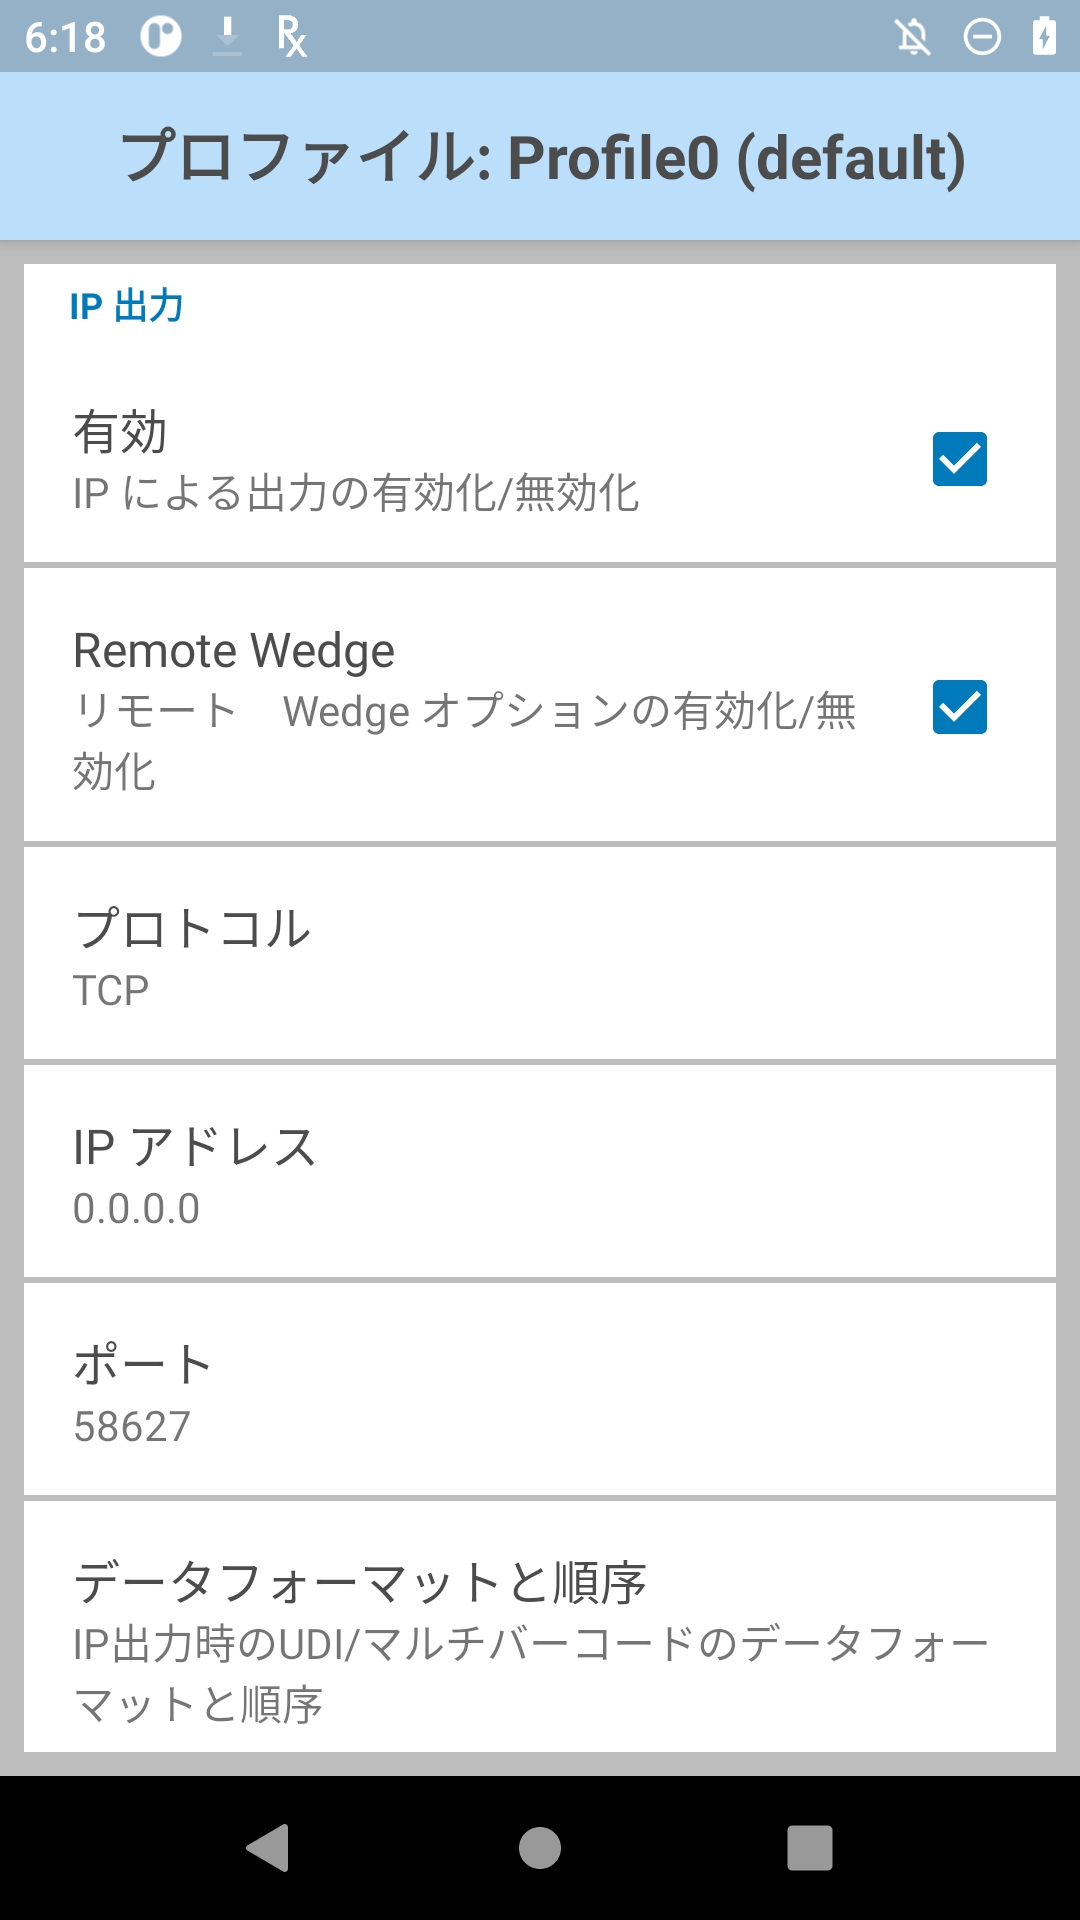 6:18
プロファイル: Profile0 (default)
IP 出力
有効
IP による出力の有効化/無効化
Remote Wedge
リモート　Wedge オプションの有効化/無
効化
プロトコル
TCP
IP アドレス
0.0.0.0
ポート
58627
データフォーマットと順序
IP出力時のUDI/マルチバーコードのデータフォー
マットと順序